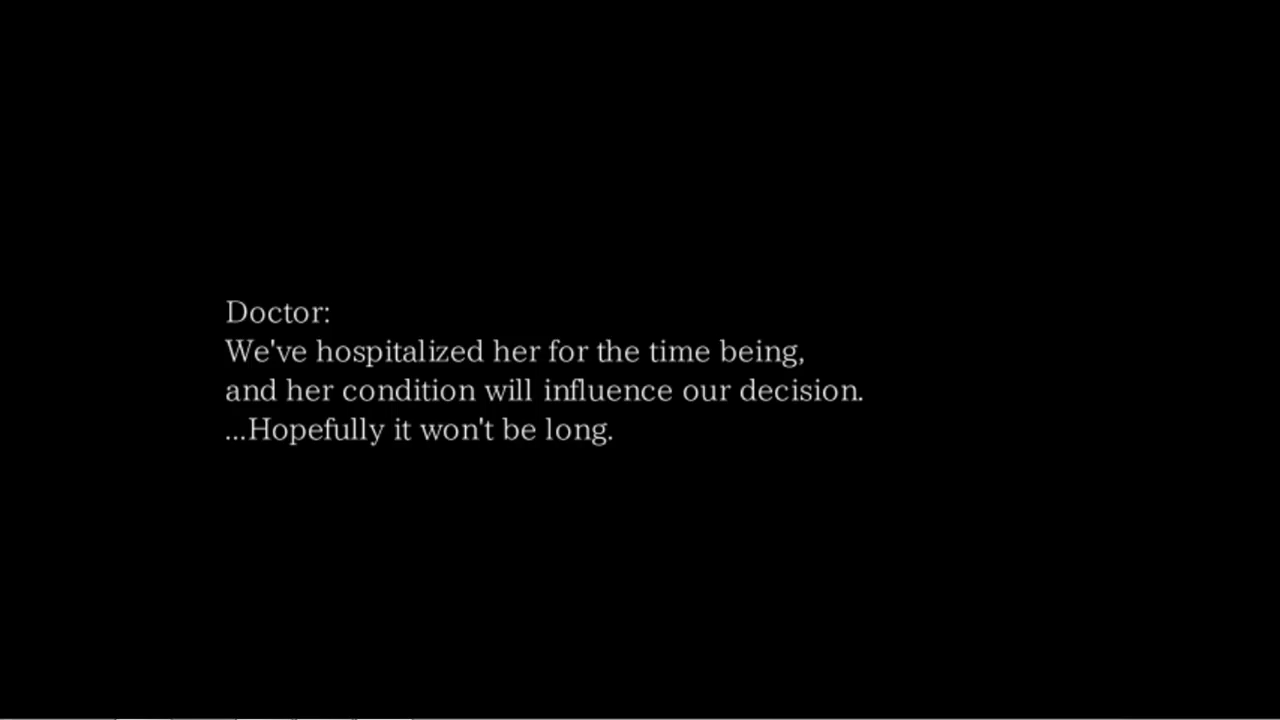 Doctor:
We've hospitalized her for the time being,
and her condition will influence our decision.
...Hopefully it won't be long.